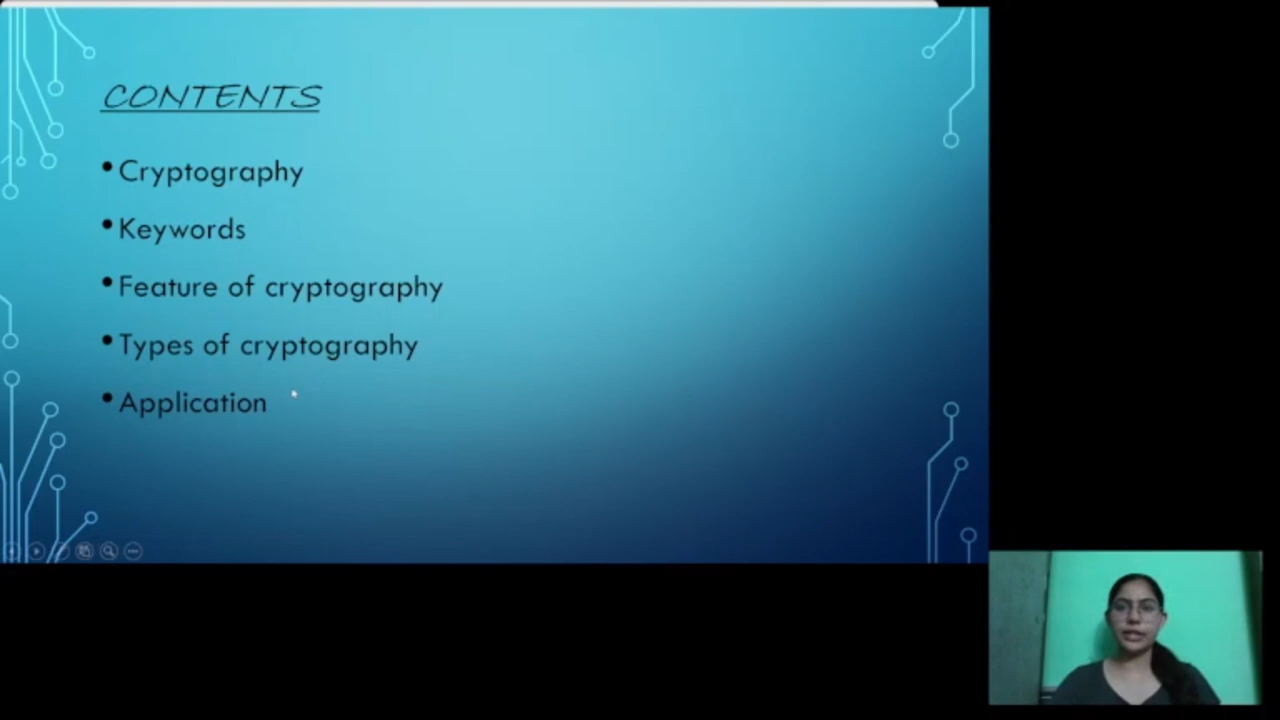 CONTENTS
• Cryptography
• Keywords
• Feature of cryptography
• Types of cryptography
• Application